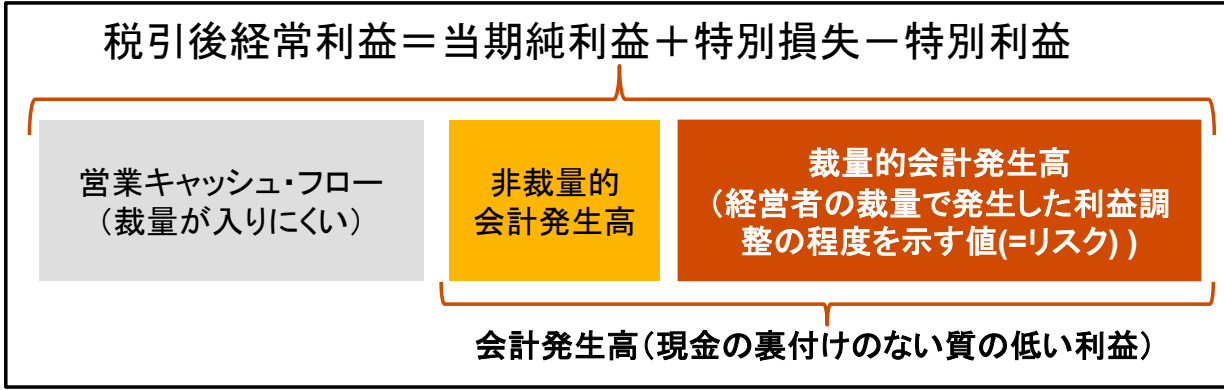 税引後経常利益＝当期純利益＋特別損失－特別利益
営業キャッシュ・フロー
（裁量が入りにくい）
非裁量的
会計発生高
裁量的会計発生高
（経営者の裁量で発生した利益調
整の程度を示す値(=リスク) ）
会計発生高（現金の裏付けのない質の低い利益）